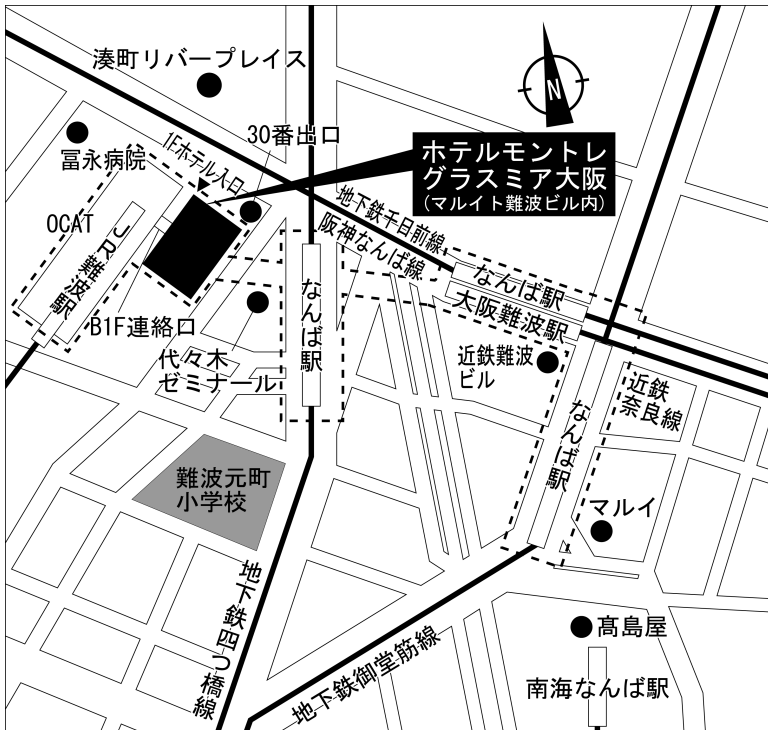 湊町リバープレイス
N
30番出口
冨永病院
1Fホテル入口
ホテルモントレ
グラスミア大阪
(マルイト難波ビル内)
OCAT
JR難波駅
地下鉄千日前線
阪神なんば線
なんば駅
大阪難波駅
なんば駅
B1F連絡口
代々木
ゼミナール
近鉄難波
ビル
近鉄
奈良線
なんば駅
難波元町
小学校
マルイ
地下鉄四つ橋線
地下鉄御堂筋線
髙島屋
南海なんば駅